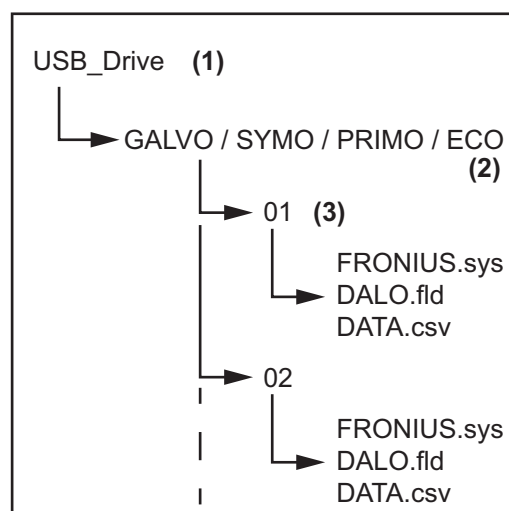 USB_Drive (1)
GALVO / SYMO / PRIMO / ECO
(2)
01 (3)
FRONIUS.sys
DALO.fld
DATA.csv
02
FRONIUS.sys
DALO.fld
DATA.csv